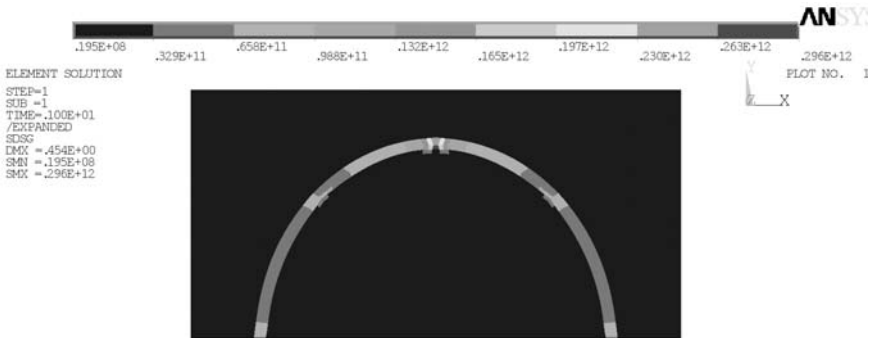 ANSYS
.195E+08 .329E+11 .658E+11 .988E+11 .132E+12 .165E+12 .197E+12 .230E+12 .263E+12 .296E+12
ELEMENT SOLUTION
Y PLOT NO. 1
STEP=1
SUB =1
Z X
TIME=.100E+01
/EXPANDED
SDSG
DMX =.454E+00
SMN =.195E+08
SMX =.296E+12